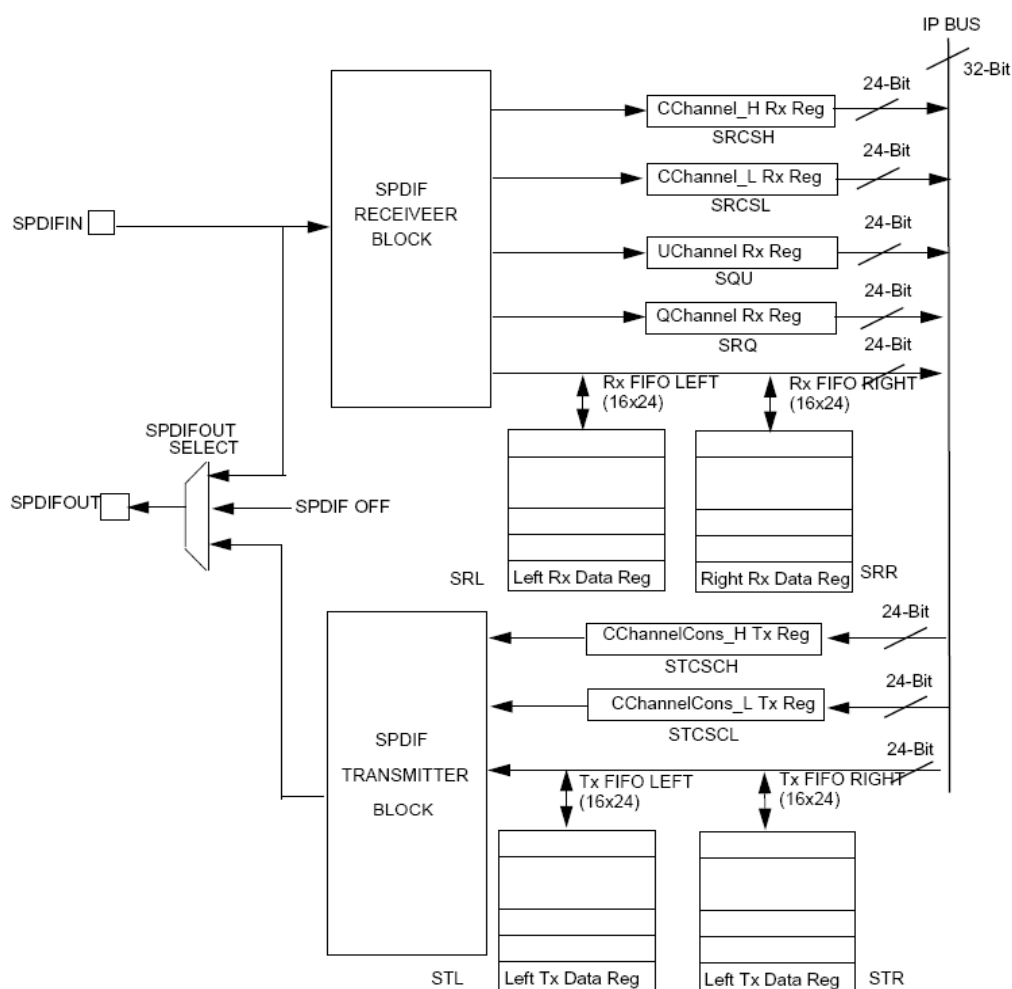 IP BUS
32-Bit
24-Bit
CChannel_H Rx Reg
SRCSH
24-Bit
CChannel_L Rx Reg
SRCSL
SPDIF
RECEIVEER
BLOCK
SPDIFIN
24-Bit
UChannel Rx Reg
SQU
24-Bit
QChannel Rx Reg
SRQ
24-Bit
Rx FIFO LEFT
(16x24)
Rx FIFO RIGHT
(16x24)
SPDIFOUT
SELECT
SPDIFOUT
SPDIF OFF
SRL
Left Rx Data Reg
Right Rx Data Reg
SRR
24-Bit
CChannelCons_H Tx Reg
STCSCH
24-Bit
CChannelCons_L Tx Reg
STCSCL
SPDIF
TRANSMITTER
BLOCK
24-Bit
Tx FIFO LEFT
(16x24)
Tx FIFO RIGHT
(16x24)
STL
Left Tx Data Reg
Left Tx Data Reg
STR